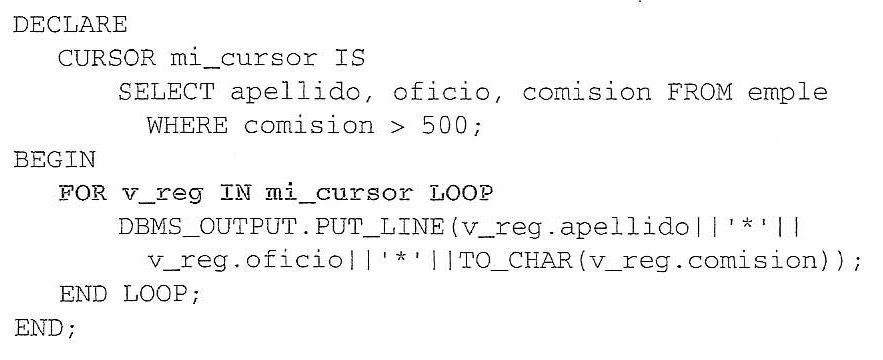 DECLARE
CURSOR mi_cursor IS
SELECT apellido, oficio, comision FROM emple
WHERE comision > 500;
BEGIN
FOR v_reg IN mi_cursor LOOP
DBMS_OUTPUT.PUT_LINE(v_reg.apellido||'*'||
v_reg.oficio||'*'||TO_CHAR(v_reg.comision));
END LOOP;
END;